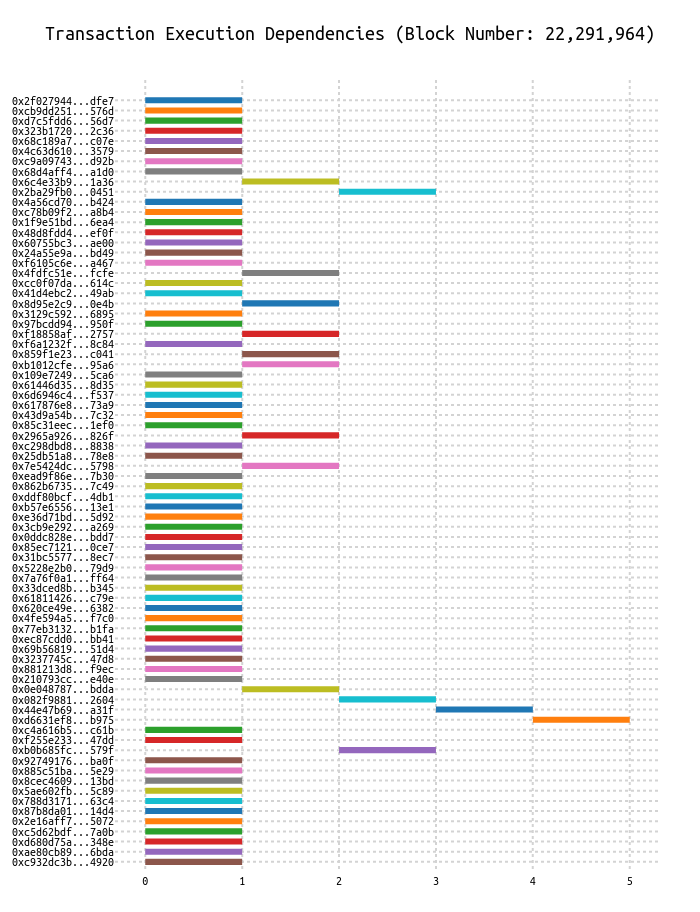 Transaction Execution Dependencies (Block Number: 22,291,964)
0x2f027944...dfe7
0xcb9dd251...576d
0xd7c5fdd6...56d7
0x323b1720...2c36
0x68c189a7...c07e
0x4c63d610...3579
0xc9a09743...d92b
0x68d4aff4...a1d0
0x6c4e33b9...1a36
0x2ba29fb0...0451
0x4a56cd70...b424
0xc78b09f2...a8b4
0x1f9e51bd...6ea4
0x48d8fdd4...ef0f
0x60755bc3...ae00
0x24a55e9a...bd49
0xf6105c6e...a467
0x4fdfc51e...fcfe
0xcc0f07da...614c
0x41d4ebc2...49ab
0x8d95e2c9...0e4b
0x3129c592...6895
0x97bcdd94...950f
0xf18858af...2757
0xf6a1232f...8c84
0x859f1e23...c041
0xb1012cfe...95a6
0x109e7249...5ca6
0x61446d35...8d35
0x6d6946c4...f537
0x617876e8...73a9
0x43d9a54b...7c32
0x85c31eec...1ef0
0x2965a926...826f
0xc298dbd8...8838
0x25db51a8...78e8
0x7e5424dc...5798
0xead9f86e...7b30
0x862b6735...7c49
0xddf80bcf...4db1
0xb57e6556...13e1
0xe36d71bd...5d92
0x3cb9e292...a269
0x0ddc828e...bdd7
0x85ec7121...0ce7
0x31bc5577...8ec7
0x5228e2b0...79d9
0x7a76f0a1...ff64
0x33dced8b...b345
0x61811426...c79e
0x620ce49e...6382
0x4fe594a5...f7c0
0x77eb3132...b1fa
0xec87cdd0...bb41
0x69b56819...51d4
0x3237745c...47d8
0x881213d8...f9ec
0x210793cc...e40e
0x0e048787...bdda
0x082f9881...2604
0x44e47b69...a31f
0xd6631ef8...b975
0xc4a616b5...c61b
0xf255e233...47dd
0xb0b685fc...579f
0x92749176...ba0f
0x885c51ba...5e29
0x8cec4609...13bd
0x5ae602fb...5c89
0x788d3171...63c4
0x87b8da01...14d4
0x2e16aff7...5072
0xc5d62bdf...7a0b
0xd680d75a...348e
0xae80cb89...6bda
0xc932dc3b...4920
0 1 2 3 4 5